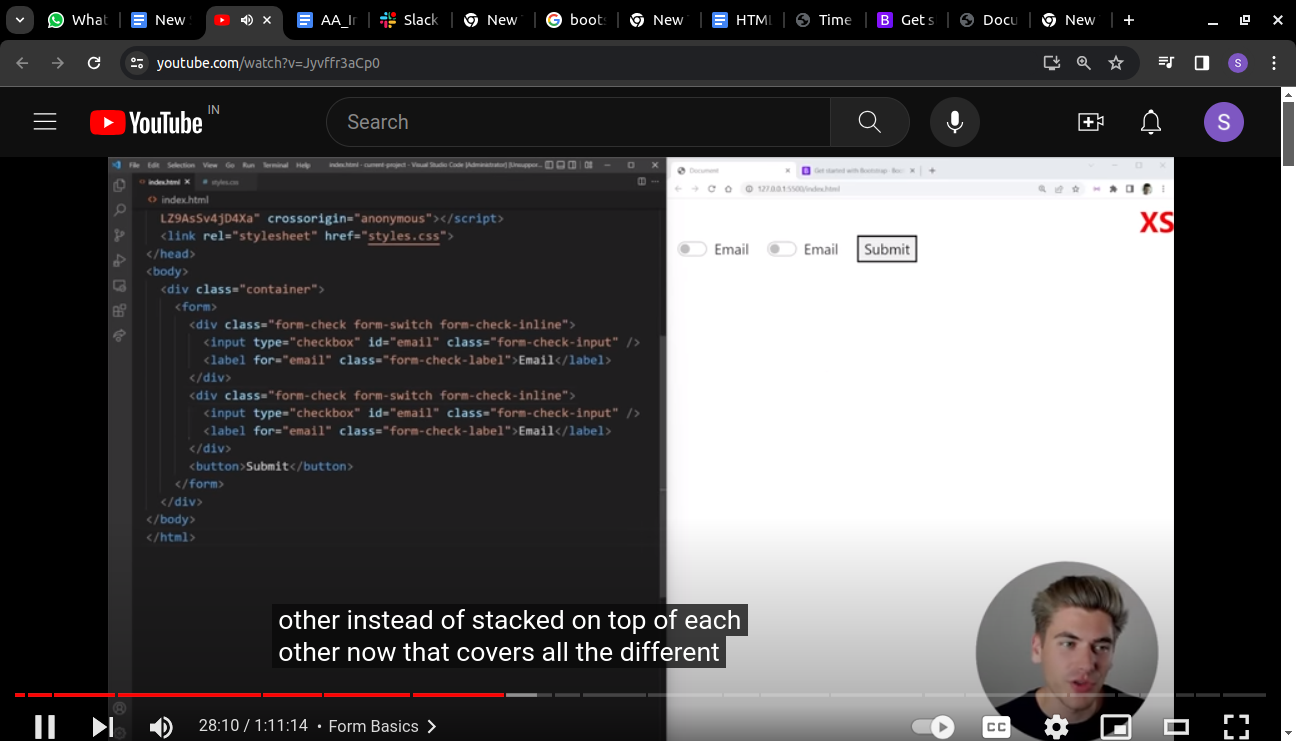 What
New
AA_Ir
Slack
New
boots
New
HTML
Time
Get s
Docu
New
youtube.com/watch?v=Jyvffr3aCp0
YouTube IN
Search
S
File Edit Selection View Go Run Terminal Help index.html - current-project - Visual Studio Code [Administrator] [Unsuppor...
index.html
styles.css
index.html
LZ9AsSv4jD4Xa" crossorigin="anonymous"></script>
<link rel="stylesheet" href="styles.css">
</head>
<body>
<div class="container">
<form>
<div class="form-check form-switch form-check-inline">
<input type="checkbox" id="email" class="form-check-input" />
<label for="email" class="form-check-label">Email</label>
</div>
<div class="form-check form-switch form-check-inline">
<input type="checkbox" id="email" class="form-check-input" />
<label for="email" class="form-check-label">Email</label>
</div>
<button>Submit</button>
</form>
</div>
</body>
</html>
Document
Get started with Bootstrap · Boo
127.0.0.1:5500/index.html
XS
Email Email Submit
other instead of stacked on top of each
other now that covers all the different
28:10 / 1:11:14 • Form Basics
CC